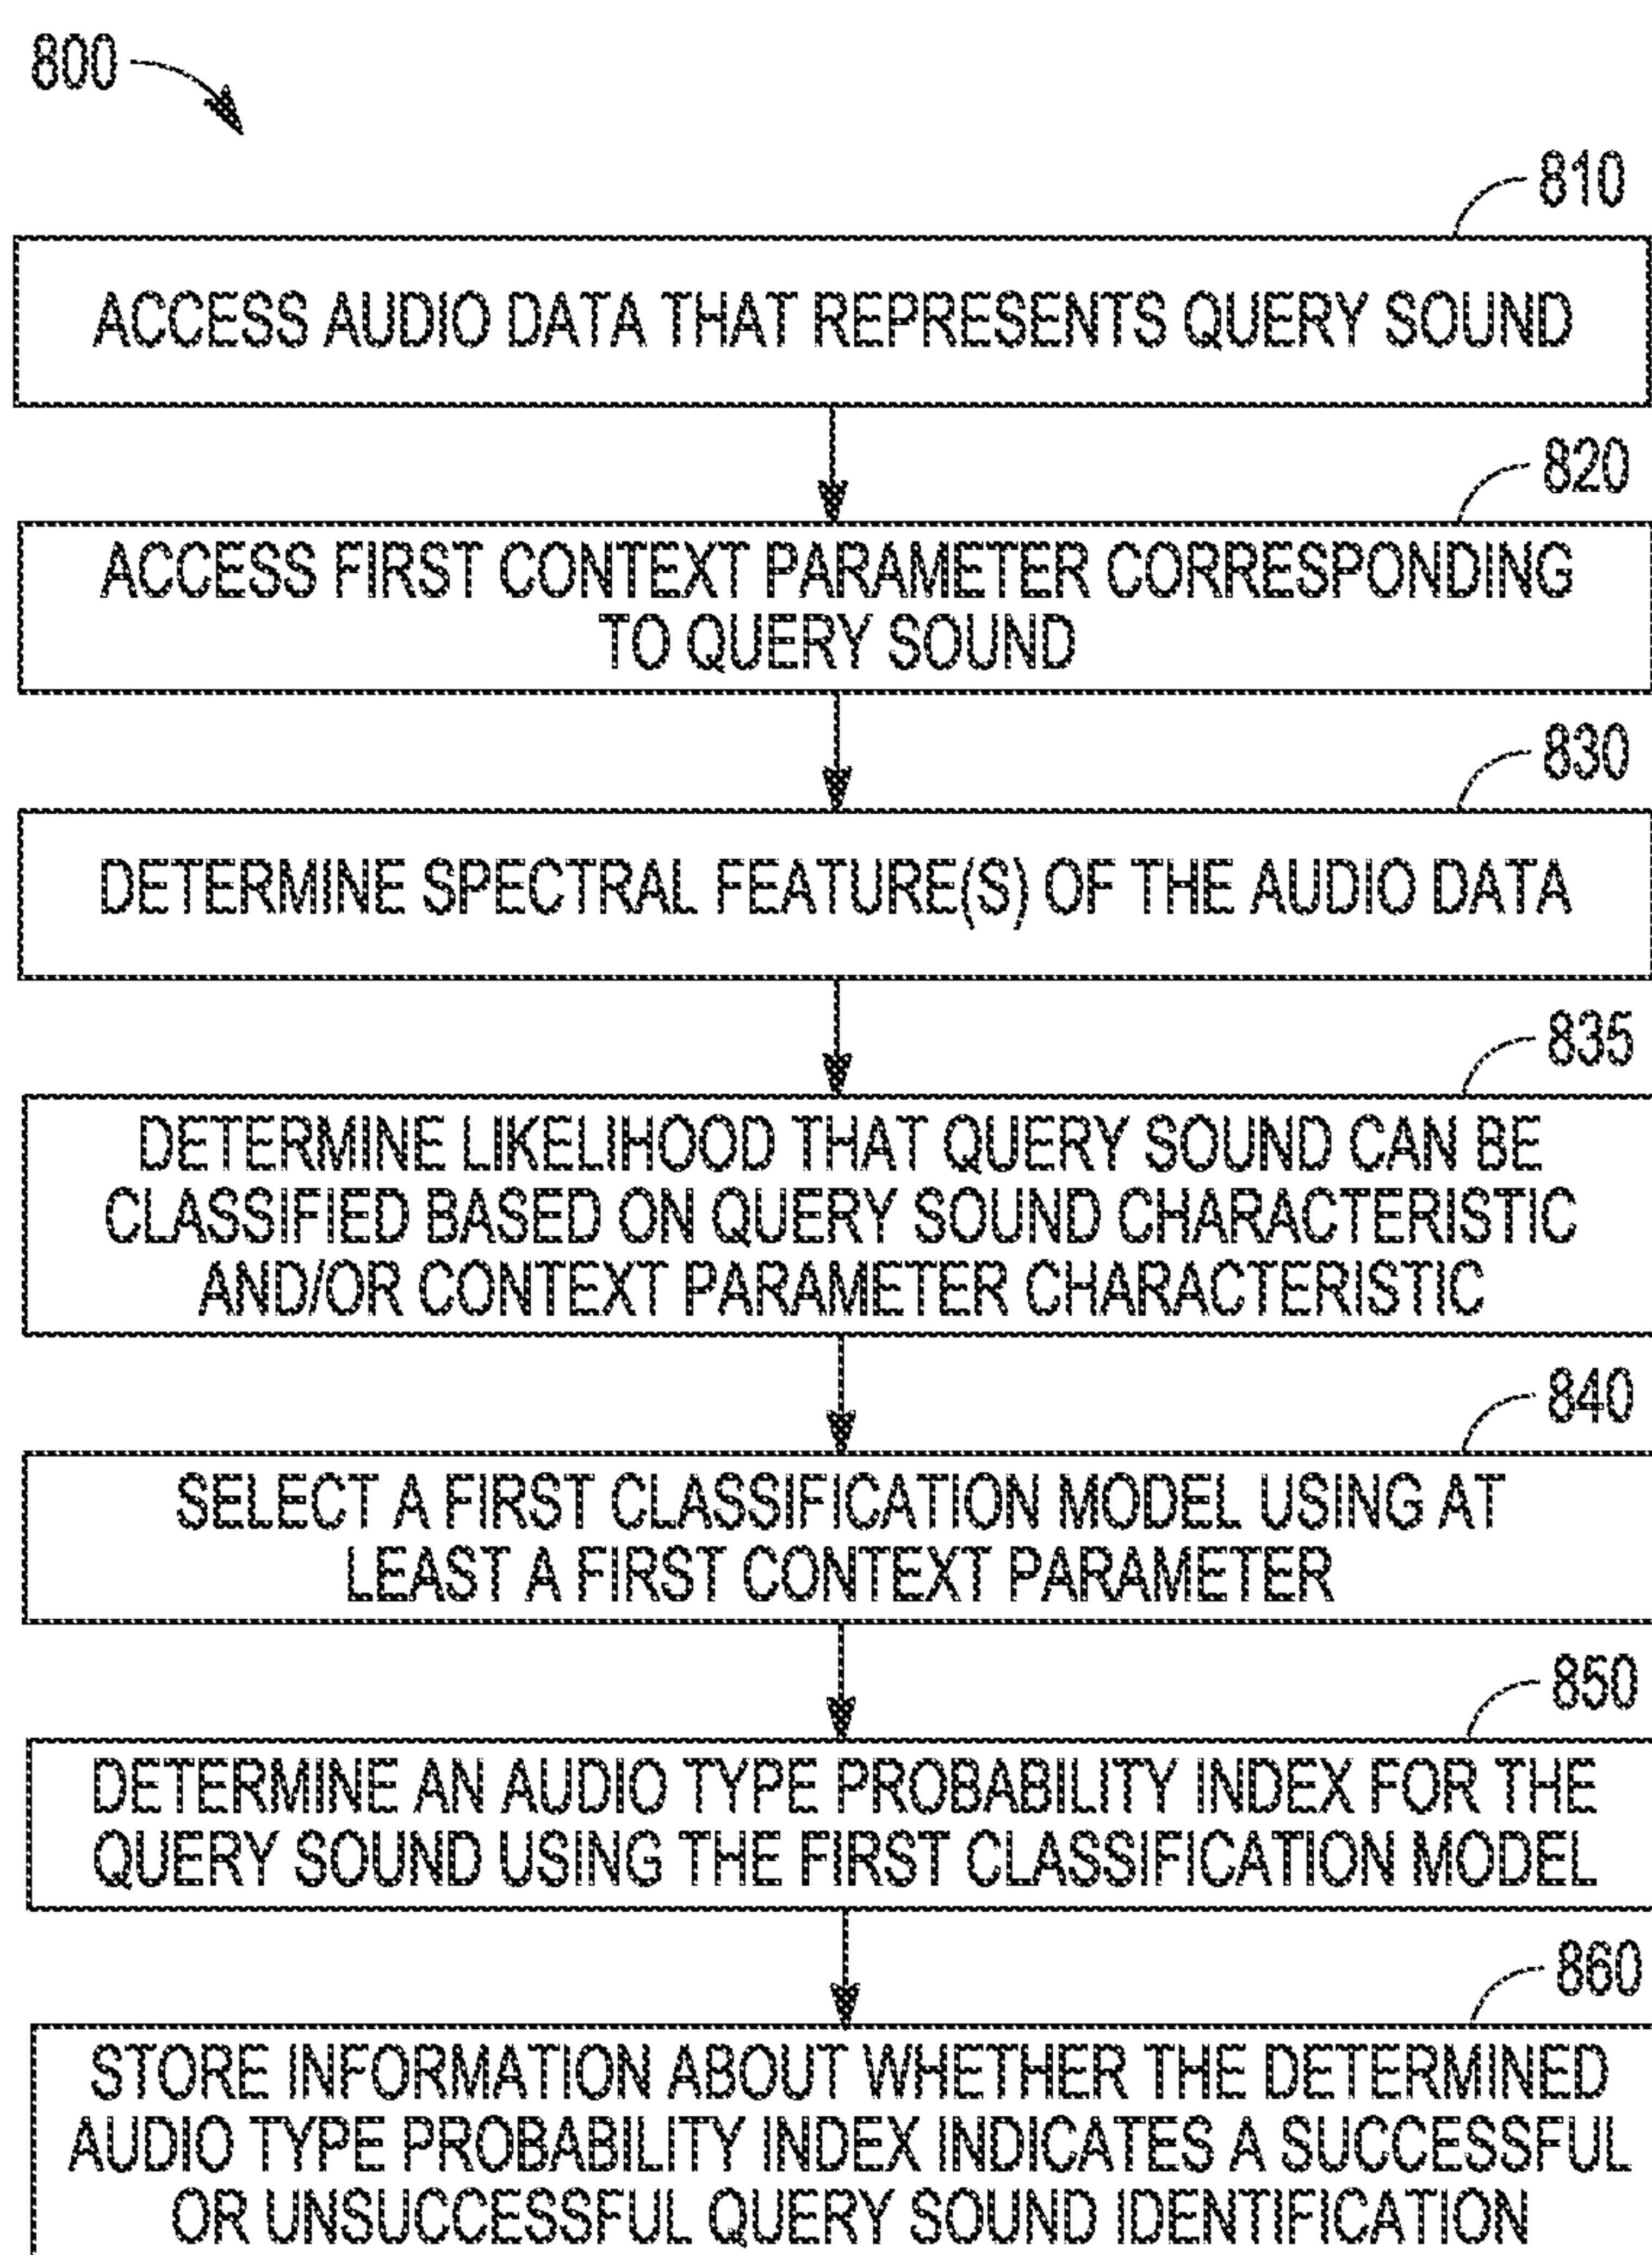 800
810
ACCESS AUDIO DATA THAT REPRESENTS QUERY SOUND
820
ACCESS FIRST CONTEXT PARAMETER CORRESPONDING
TO QUERY SOUND
830
DETERMINE SPECTRAL FEATURE(S) OF THE AUDIO DATA
835
DETERMINE LIKELIHOOD THAT QUERY SOUND CAN BE
CLASSIFIED BASED ON QUERY SOUND CHARACTERISTIC
AND/OR CONTEXT PARAMETER CHARACTERISTIC
840
SELECT A FIRST CLASSIFICATION MODEL USING AT
LEAST A FIRST CONTEXT PARAMETER
850
DETERMINE AN AUDIO TYPE PROBABILITY INDEX FOR THE
QUERY SOUND USING THE FIRST CLASSIFICATION MODEL
860
STORE INFORMATION ABOUT WHETHER THE DETERMINED
AUDIO TYPE PROBABILITY INDEX INDICATES A SUCCESSFUL
OR UNSUCCESSFUL QUERY SOUND IDENTIFICATION